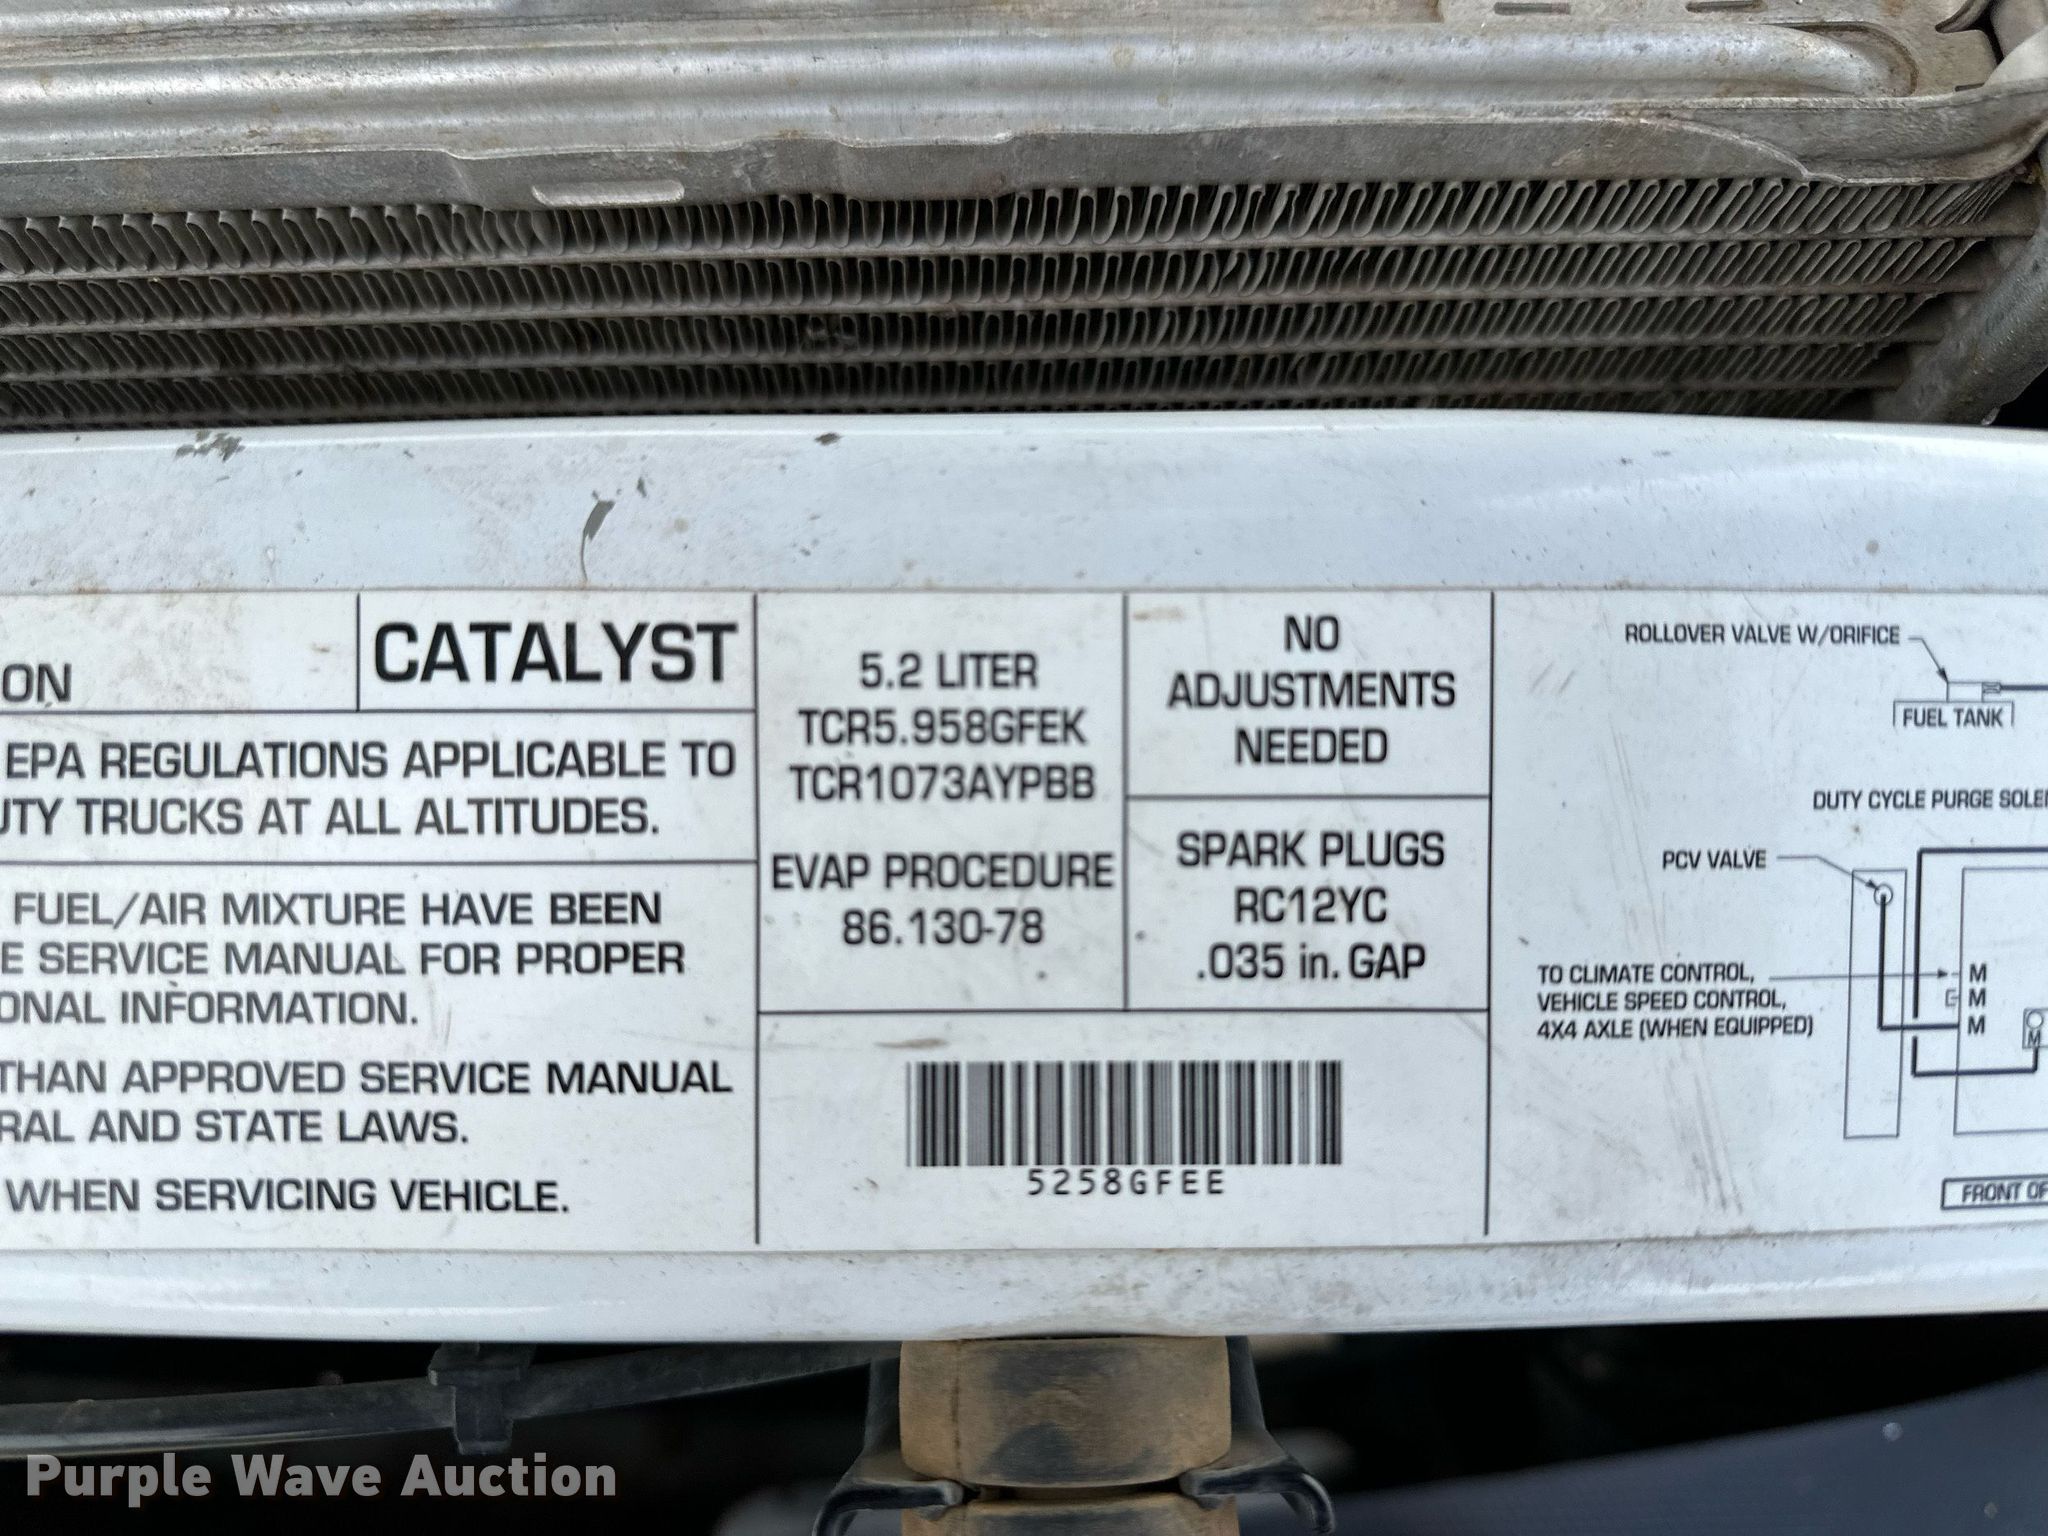 ON
CATALYST
EPA REGULATIONS APPLICABLE TO
UTY TRUCKS AT ALL ALTITUDES.
FUEL/AIR MIXTURE HAVE BEEN
E SERVICE MANUAL FOR PROPER
ONAL INFORMATION.
THAN APPROVED SERVICE MANUAL
RAL AND STATE LAWS.
WHEN SERVICING VEHICLE.
5.2 LITER
TCR5.958GFEK
TCR1073AYPBB
EVAP PROCEDURE
86.130-78
NO
ADJUSTMENTS
NEEDED
SPARK PLUGS
RC12YC
.035 in. GAP
5258GFEE
ROLLOVER VALVE W/ORIFICE
FUEL TANK
DUTY CYCLE PURGE SOLE
PCV VALVE
TO CLIMATE CONTROL,
VEHICLE SPEED CONTROL,
4X4 AXLE (WHEN EQUIPPED)
M
M
M
M
FRONT OF
Purple Wave Auction